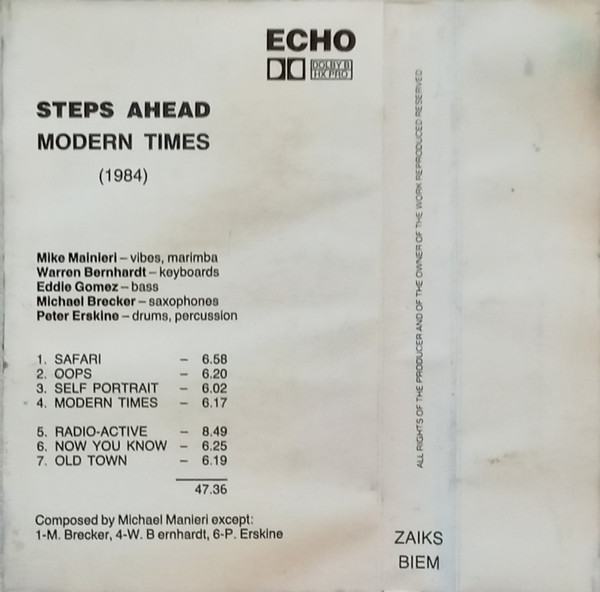 ECHO
DOLBY B
HX PRO
STEPS AHEAD
MODERN TIMES
(1984)
Mike Mainieri – vibes, marimba
Warren Bernhardt – keyboards
Eddie Gomez – bass
Michael Brecker – saxophones
Peter Erskine – drums, percussion
1. SAFARI – 6.58
2. OOPS – 6.20
3. SELF PORTRAIT – 6.02
4. MODERN TIMES – 6.17
5. RADIO-ACTIVE – 8.49
6. NOW YOU KNOW – 6.25
7. OLD TOWN – 6.19
47.36
Composed by Michael Manieri except:
1-M. Brecker, 4-W. B ernhardt, 6-P. Erskine
ALL RIGHTS OF THE PRODUCER AND OF THE OWNER OF THE WORK REPRODUCED RESERVED
ZAIKS
BIEM